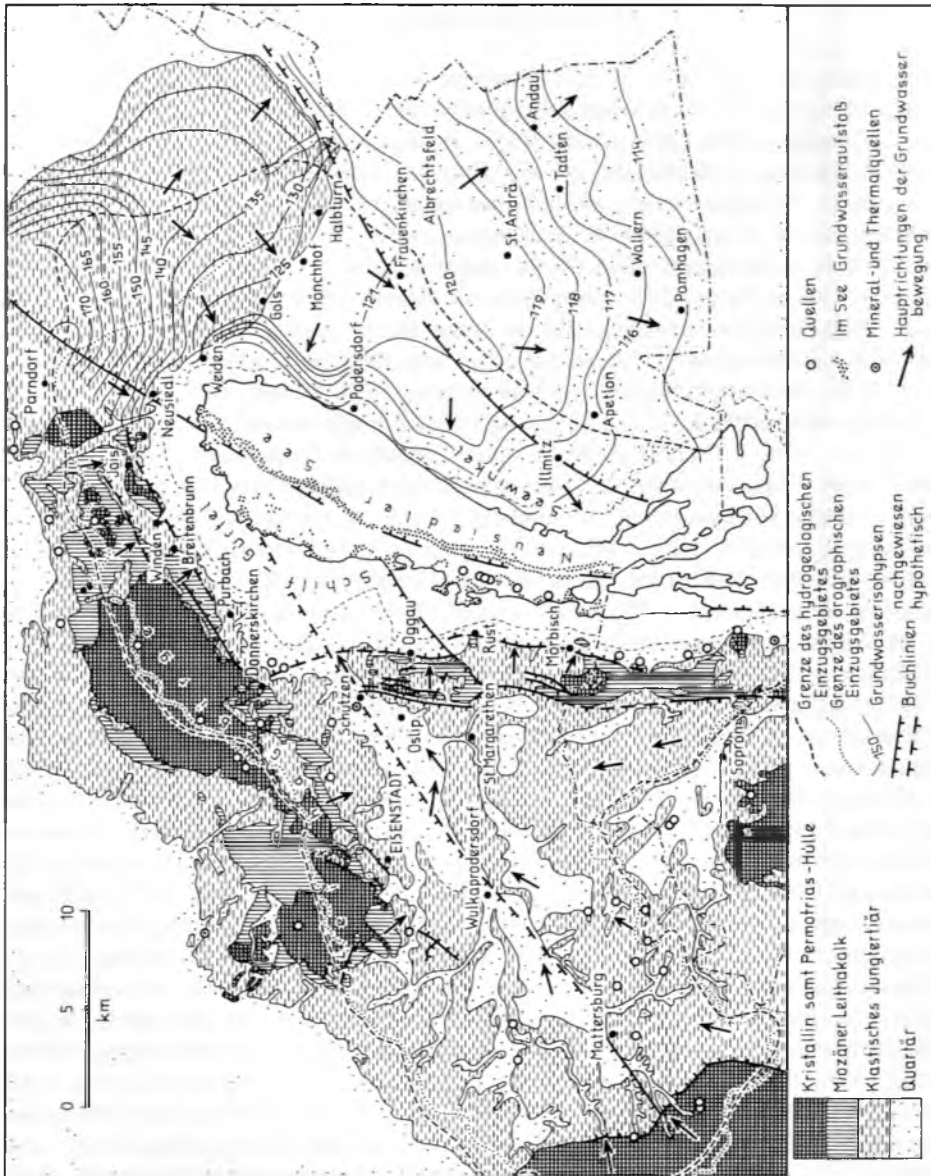 0 5 10
km
Parndorf
170
165
160
155
150
145
140
135
130
125
Neusiedl
Weiden
Gols
Mönchhof
Halbturn
Jois
Winden
Breitenbrunn
Purbach
Donnerskirchen
Schilf Gürtel
Neusiedler See
Podersdorf
Frauenkirchen
Albrechtsfeld
121
120
119
118
117
116
114
St Andrä
Andau
Tadten
Wallern
Pamhagen
Apetlon
Illmitz
Seewinkel
EISENSTADT
Schützen
Oslip
Oggau
Rust
St Margarethen
Mörbisch
Wulkaprodersdorf
Mattersburg
Sopron
Kristallin samt Permotrias-Hülle
Miozäner Leithakalk
Klastisches Jungtertiär
Quartär
Grenze des hydrogeologischen
Einzugsgebietes
Grenze des orographischen
Einzugsgebietes
150 Grundwasserisohypsen
Bruchlinien nachgewiesen
hypothetisch
Quellen
Im See Grundwasseraufstoß
Mineral-und Thermalquellen
Hauptrichtungen der Grundwasser
bewegung